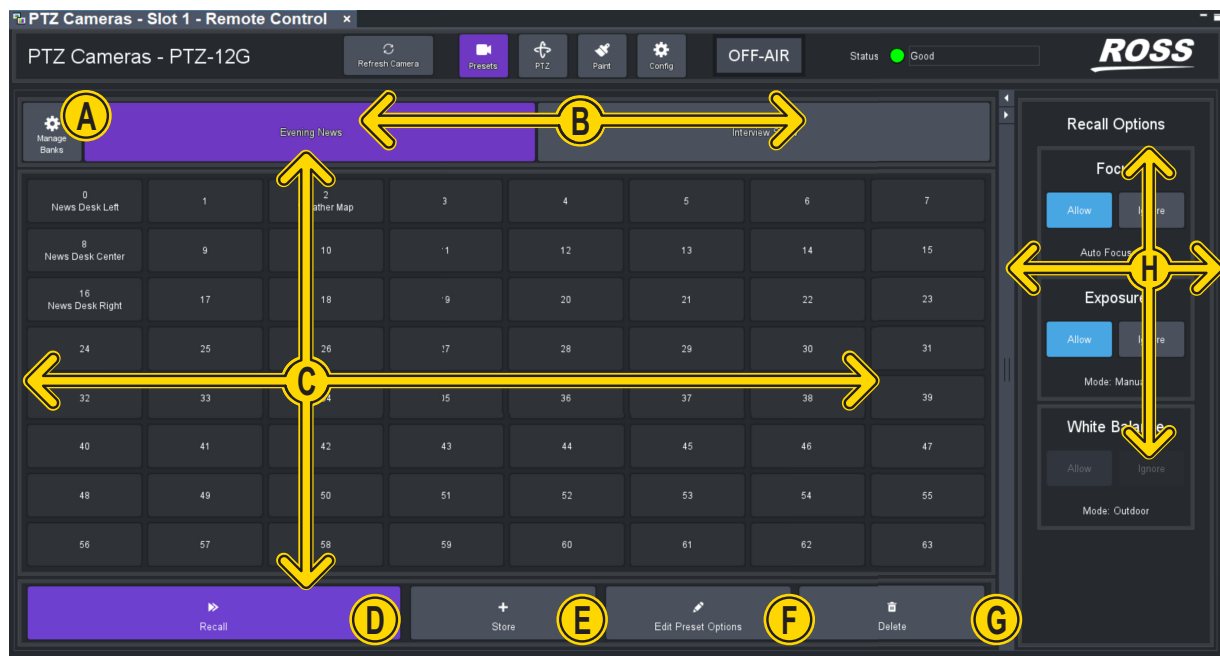 PTZ Cameras - Slot 1 - Remote Control ×
PTZ Cameras - PTZ-12G
Refresh Camera
Presets
PTZ
Paint
Config
OFF-AIR
Status Good
ROSS
A
Manage
Banks
Evening News
B
Recall Options
0
News Desk Left
1
2
3
4
5
6
7
8
News Desk Center
9
10
12
13
14
15
16
News Desk Right
17
18
20
21
22
23
24
25
26
28
29
30
31
C
32
33
36
37
38
39
40
41
42
43
44
45
46
47
48
49
50
51
52
53
54
55
56
57
58
59
60
61
62
63
Allow
Auto Focus
H
Exposure
Allow
Mode:
White
Allow Ignore
Mode: Outdoor
Recall
D
Store
E
Edit Preset Options
F
Delete
G